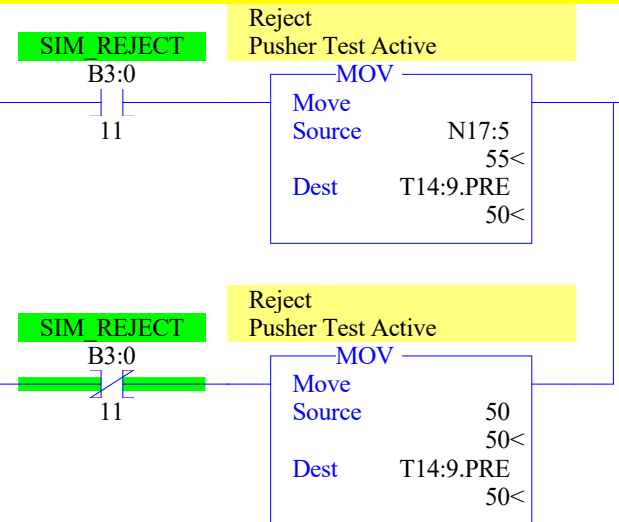 Reject
SIM_REJECT Pusher Test Active
B3:0 MOV
Move
11 Source N17:5
55<
Dest T14:9.PRE
50<
Reject
SIM_REJECT Pusher Test Active
B3:0 MOV
Move
11 Source 50
50<
Dest T14:9.PRE
50<